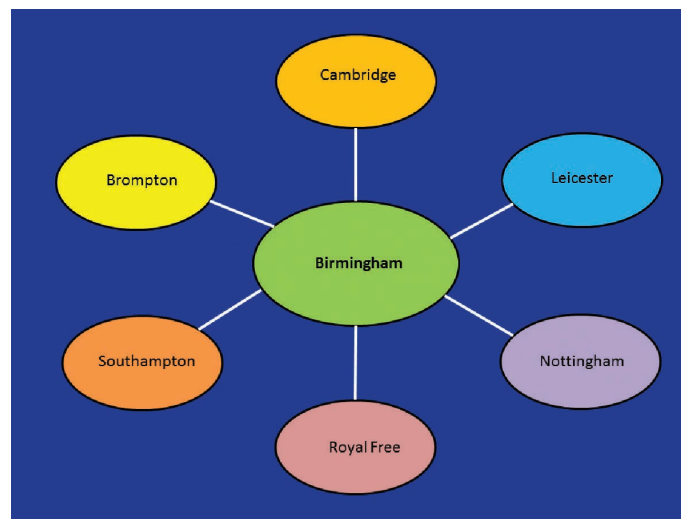 Cambridge
Brompton
Leicester
Birmingham
Southampton
Nottingham
Royal Free